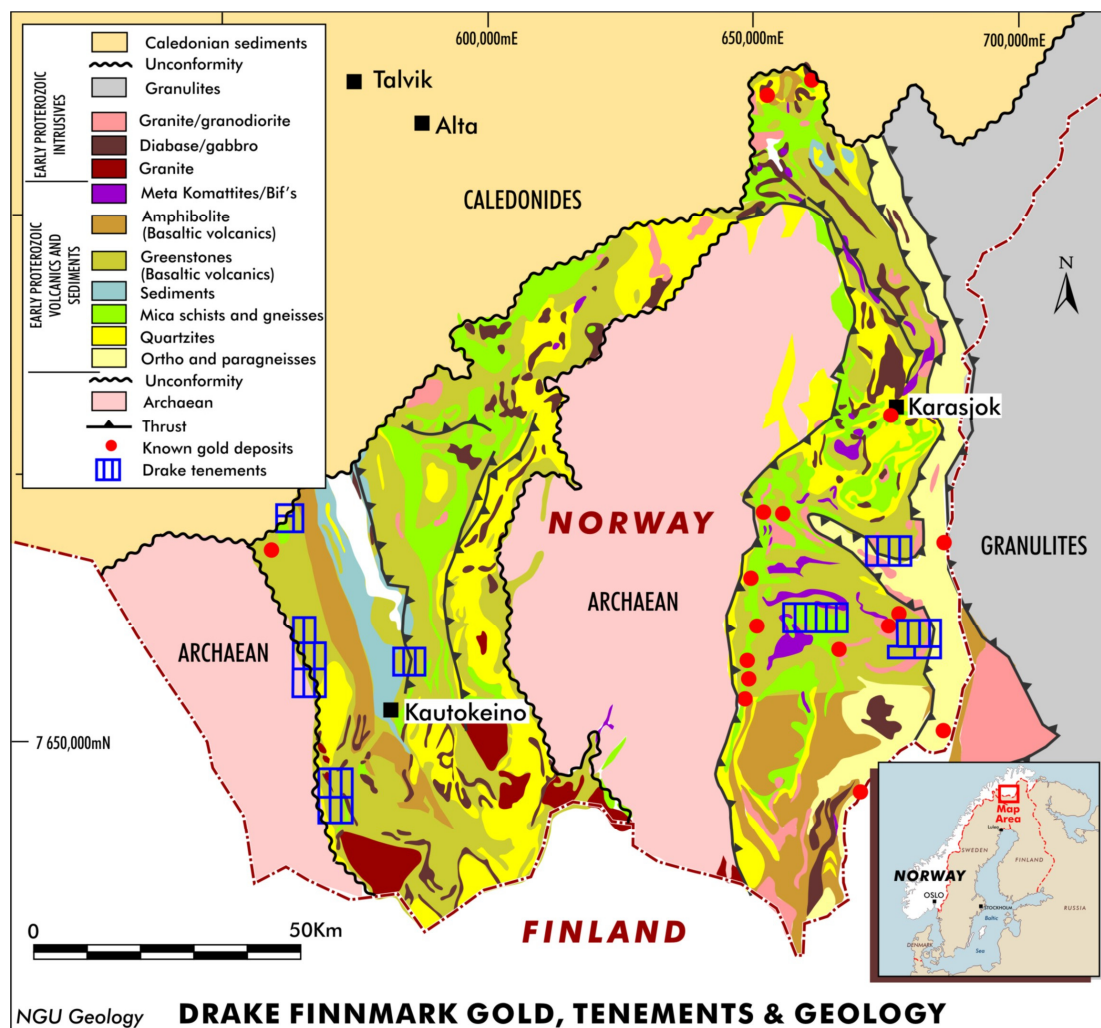 600,000mE
650,000mE
700,000mE
Caledonian sediments
Unconformity
Granulites
EARLY PROTEROZOIC
INTRUSIVES
Granite/granodiorite
Diabase/gabbro
Granite
EARLY PROTEROZOIC
VOLCANICS AND
SEDIMENTS
Meta Komattites/Bif's
Amphibolite
(Basaltic volcanics)
Greenstones
(Basaltic volcanics)
Sediments
Mica schists and gneisses
Quartzites
Ortho and paragneisses
Unconformity
Archaean
Thrust
Known gold deposits
Drake tenements
Talvik
Alta
CALEDONIDES
N
Karasjok
NORWAY
GRANULITES
ARCHAEAN
ARCHAEAN
Kautokeino
7 650,000mN
FINLAND
0
50Km
Map
Area
Lulea
SWEDEN
FINLAND
NORWAY
OSLO
STOCKHOLM
RUSSIA
Baltic
Sea
DENMARK
NGU Geology
DRAKE FINNMARK GOLD, TENEMENTS & GEOLOGY